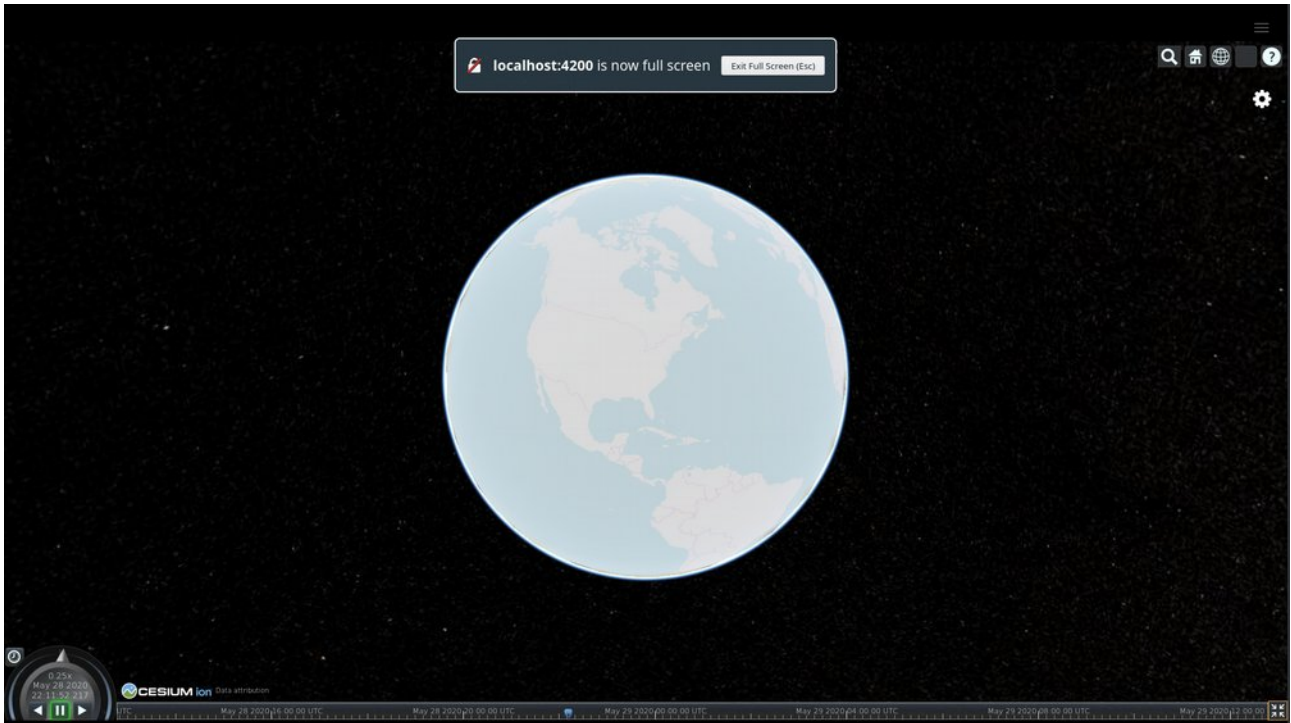 localhost:4200 is now full screen
Exit Full Screen (Esc)
?
0.25x
May 28 2020
22:11:52.217
CESIUM ion Data attribution
UTC
May 28 2020 16:00:00 UTC
May 28 2020 20:00:00 UTC
May 29 2020 00:00:00 UTC
May 29 2020 04:00:00 UTC
May 29 2020 08:00:00 UTC
May 29 2020 12:00:00